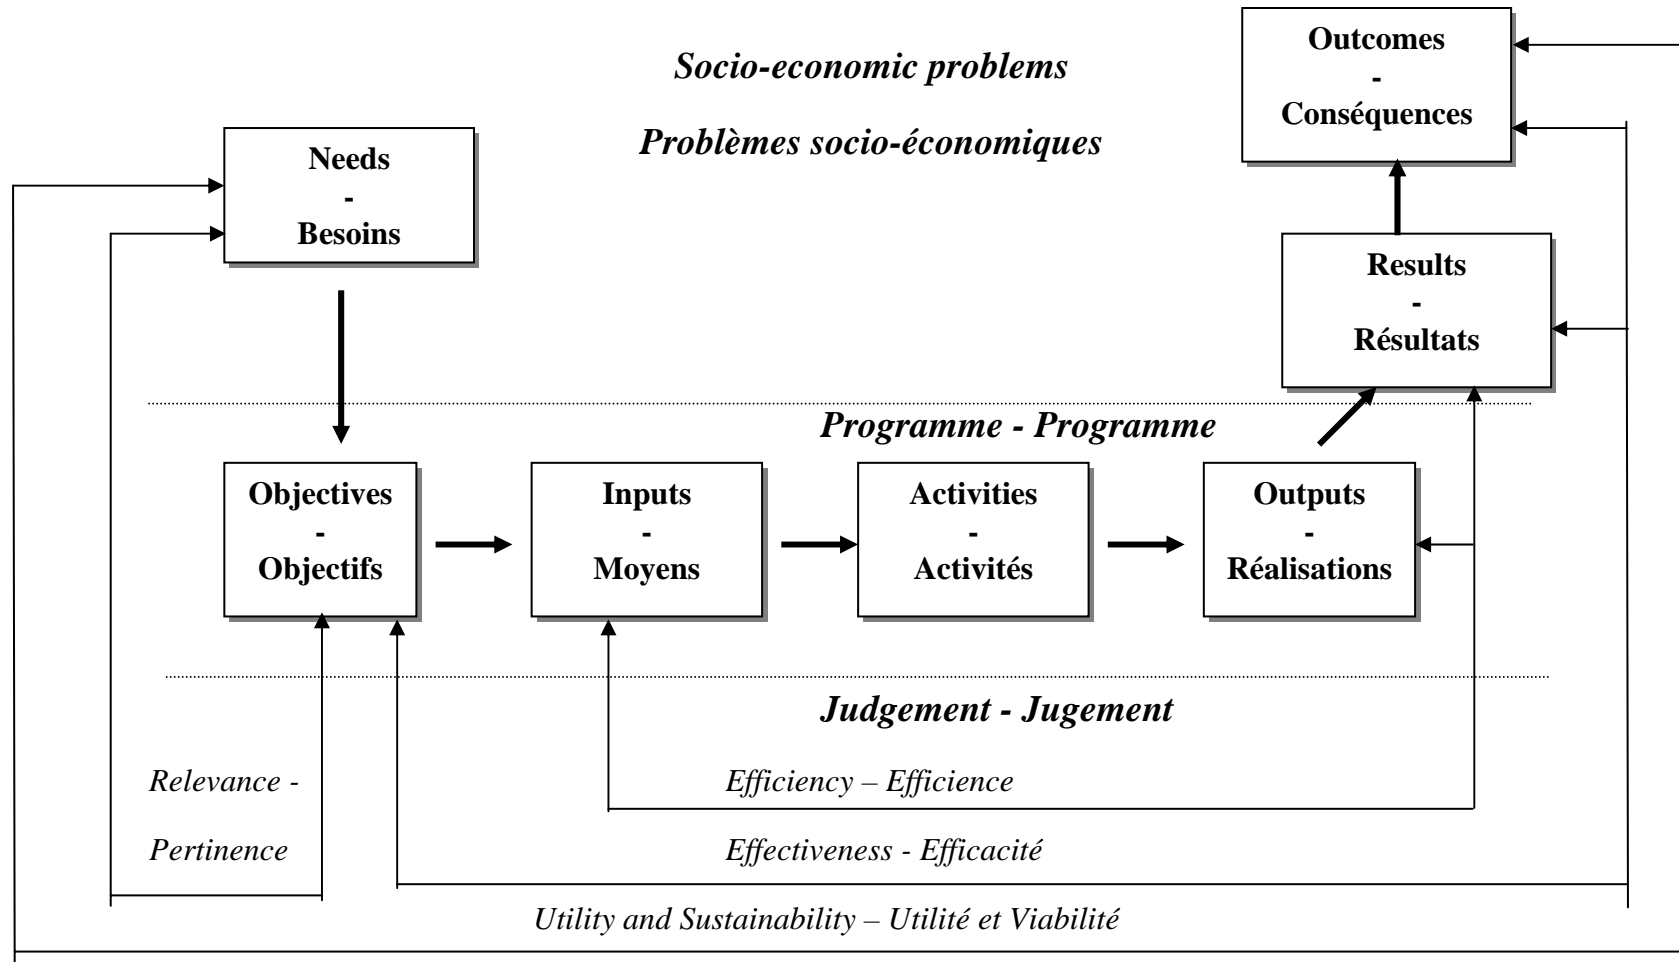 Socio-economic problems
Problèmes socio-économiques
Outcomes
-
Conséquences
Needs
-
Besoins
Results
-
Résultats
Programme - Programme
Objectives
-
Objectifs
Inputs
-
Moyens
Activities
-
Activités
Outputs
-
Réalisations
Judgement - Jugement
Relevance -
Pertinence
Efficiency – Efficience
Effectiveness - Efficacité
Utility and Sustainability – Utilité et Viabilité